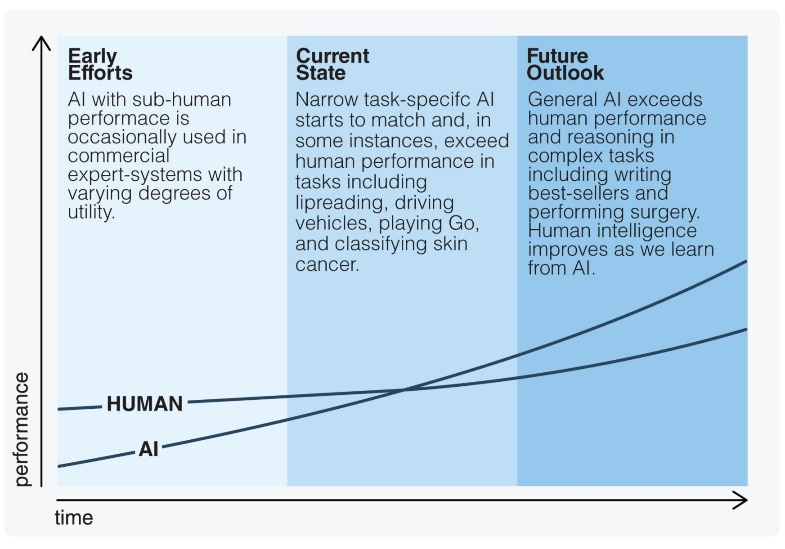 Early
Efforts
AI with sub-human
performace is
occasionally used in
commercial
expert-systems with
varying degrees of
utility.
Current
State
Narrow task-specifc AI
starts to match and, in
some instances, exceed
human performance in
tasks including
lipreading, driving
vehicles, playing Go,
and classifying skin
cancer.
Future
Outlook
General AI exceeds
human performance
and reasoning in
complex tasks
including writing
best-sellers and
performing surgery.
Human intelligence
improves as we learn
from AI.
HUMAN
AI
performance
time